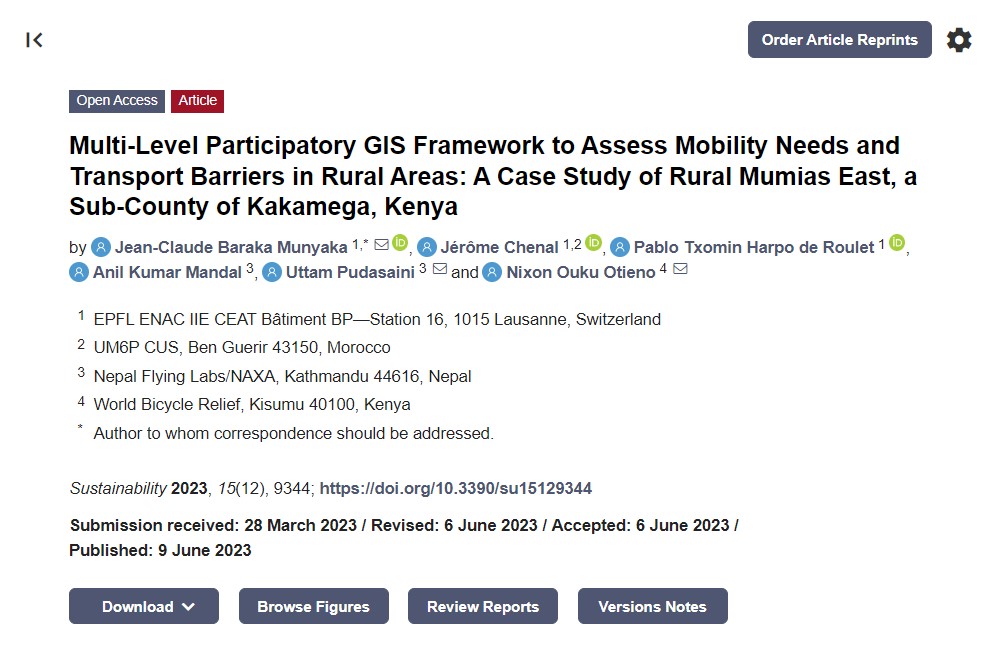 Order Article Reprints
Open Access Article
Multi-Level Participatory GIS Framework to Assess Mobility Needs and
Transport Barriers in Rural Areas: A Case Study of Rural Mumias East, a
Sub-County of Kakamega, Kenya
by Jean-Claude Baraka Munyaka 1,* iD, Jérôme Chenal 1,2 iD, Pablo Txomin Harpo de Roulet 1 iD,
Anil Kumar Mandal 3, Uttam Pudasaini 3 and Nixon Ouku Otieno 4
1 EPFL ENAC IIE CEAT Bâtiment BP—Station 16, 1015 Lausanne, Switzerland
2 UM6P CUS, Ben Guerir 43150, Morocco
3 Nepal Flying Labs/NAXA, Kathmandu 44616, Nepal
4 World Bicycle Relief, Kisumu 40100, Kenya
* Author to whom correspondence should be addressed.
Sustainability 2023, 15(12), 9344; https://doi.org/10.3390/su15129344
Submission received: 28 March 2023 / Revised: 6 June 2023 / Accepted: 6 June 2023 /
Published: 9 June 2023
Download Browse Figures Review Reports Versions Notes